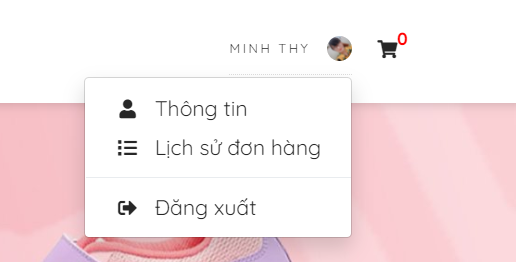 MINH THY
0
Thông tin
Lịch sử đơn hàng
Đăng xuất